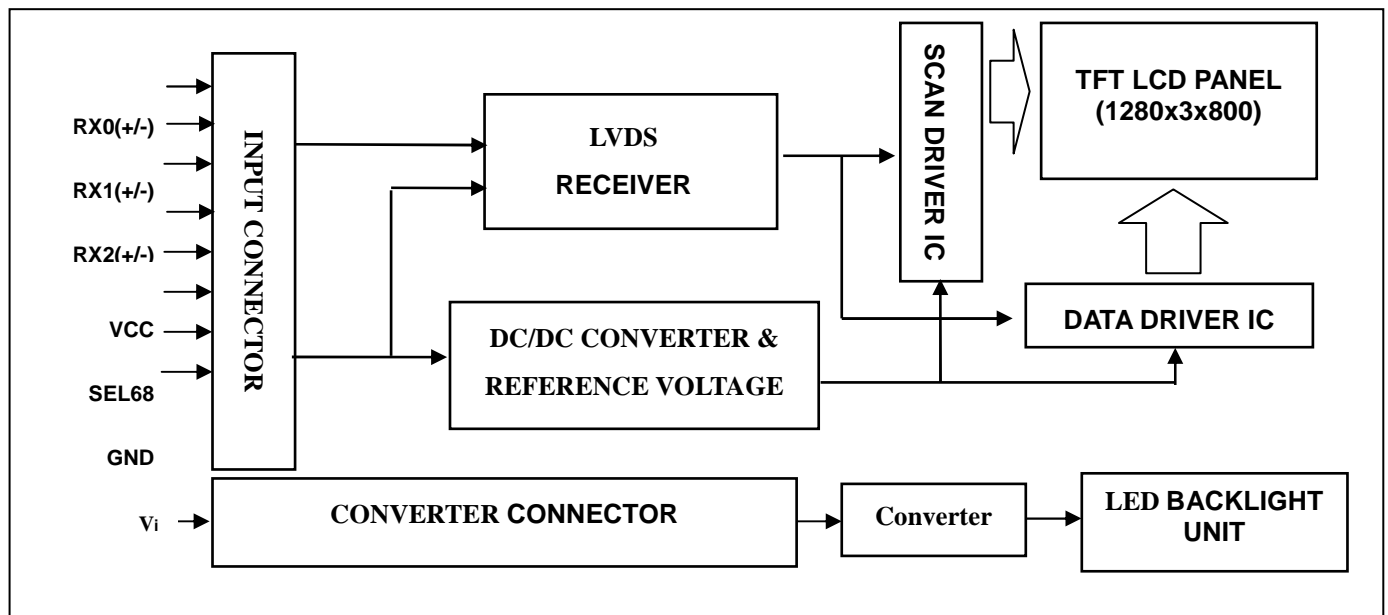 RX0(+/-)
RX1(+/-)
RX2(+/-)
VCC
SEL68
GND
Vi
INPUT CONNECTOR
LVDS
RECEIVER
DC/DC CONVERTER &
REFERENCE VOLTAGE
SCAN DRIVER IC
TFT LCD PANEL
(1280x3x800)
DATA DRIVER IC
CONVERTER CONNECTOR
Converter
LED BACKLIGHT
UNIT